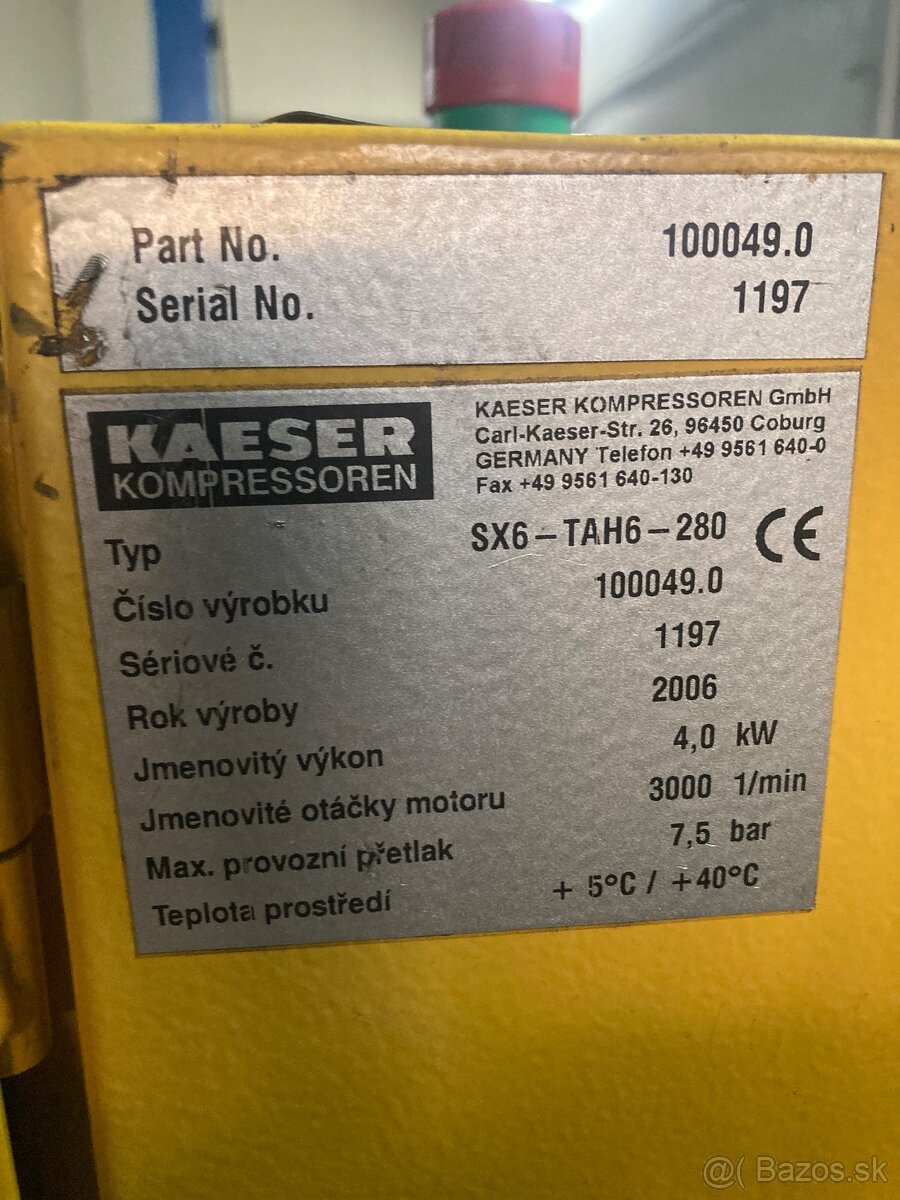 Part No. 100049.0
Serial No. 1197
KAESER
KOMPRESSOREN
KAESER KOMPRESSOREN GmbH
Carl-Kaeser-Str. 26, 96450 Coburg
GERMANY Telefon +49 9561 640-0
Fax +49 9561 640-130
Typ SX6-TAH6-280 CE
Číslo výrobku 100049.0
Sériové č. 1197
Rok výroby 2006
Jmenovitý výkon 4,0 kW
Jmenovité otáčky motoru 3000 1/min
Max. provozní přetlak 7,5 bar
Teplota prostředí + 5°C / +40°C
@( Bazos.sk